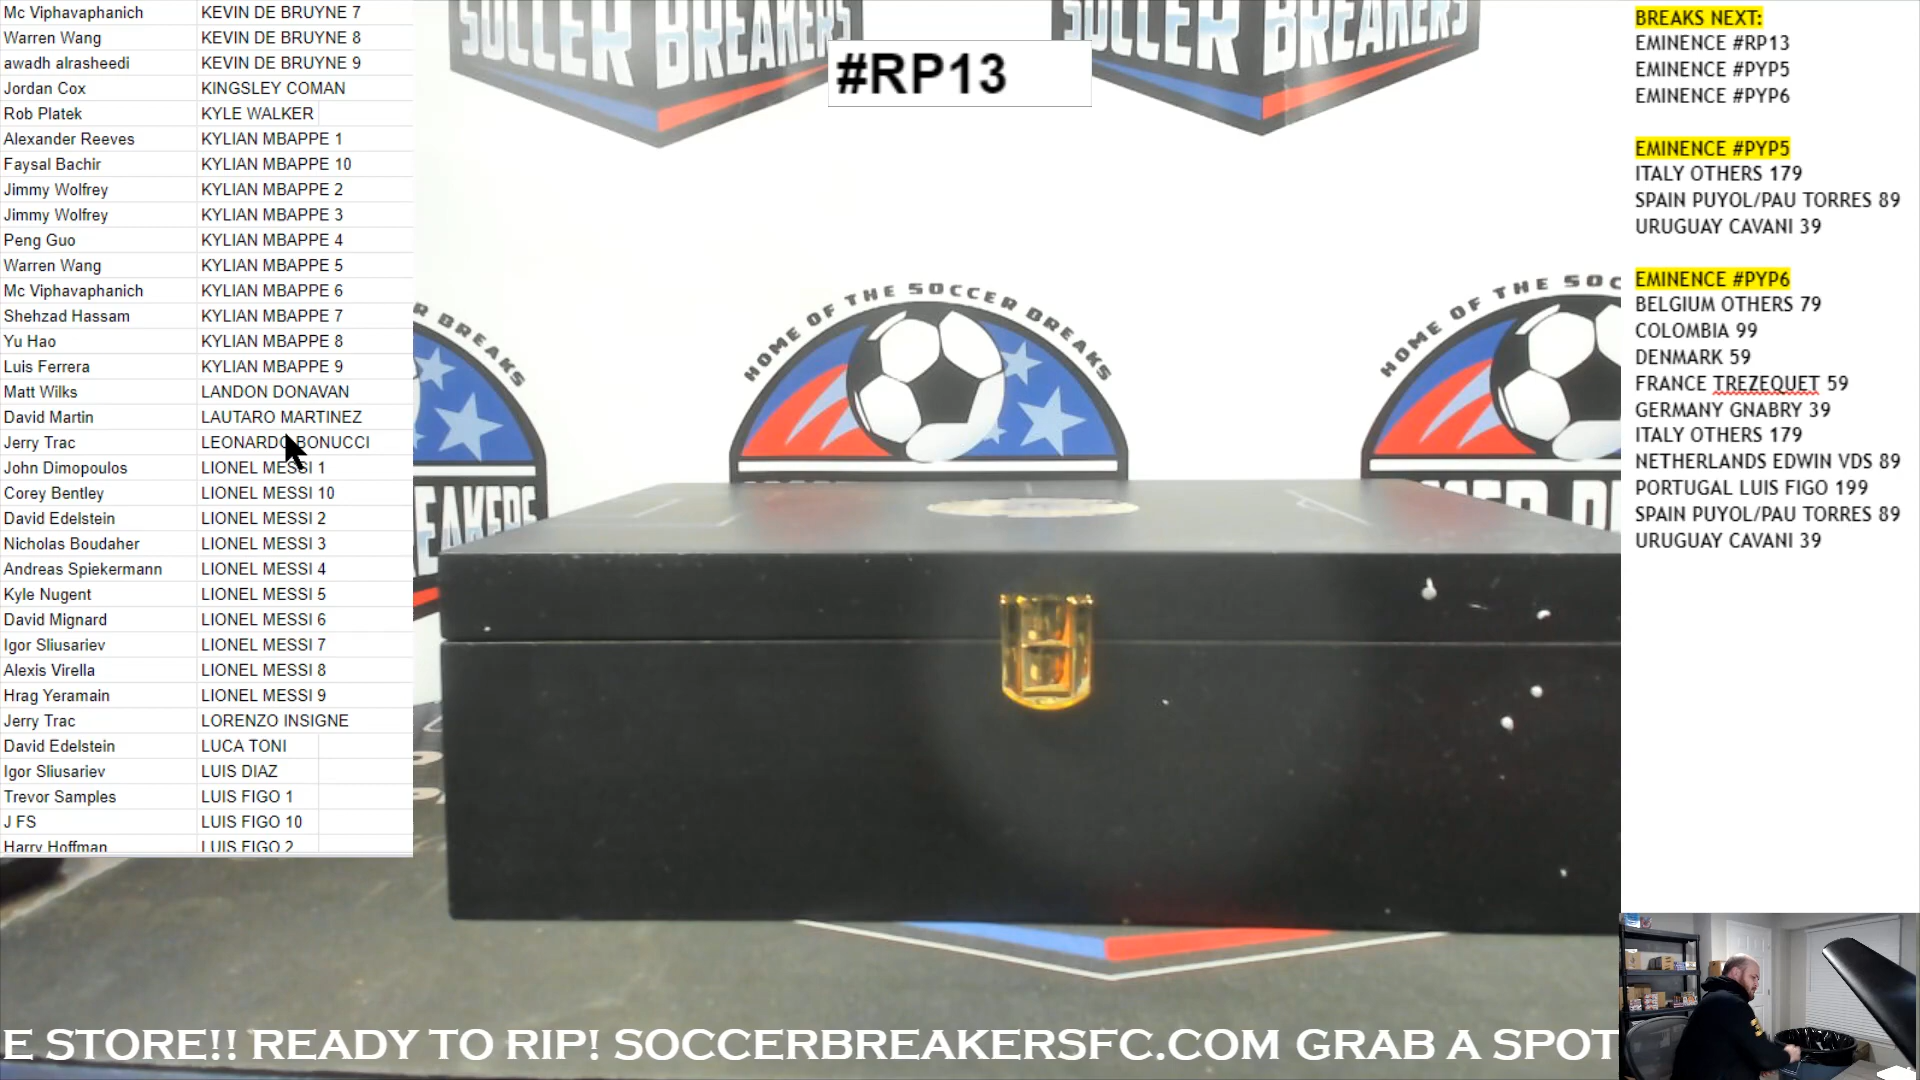 Mc Viphavaphanich KEVIN DE BRUYNE 7
Warren Wang KEVIN DE BRUYNE 8
awadh alrasheedi KEVIN DE BRUYNE 9
Jordan Cox KINGSLEY COMAN
Rob Platek KYLE WALKER
Alexander Reeves KYLIAN MBAPPE 1
Faysal Bachir KYLIAN MBAPPE 10
Jimmy Wolfrey KYLIAN MBAPPE 2
Jimmy Wolfrey KYLIAN MBAPPE 3
Peng Guo KYLIAN MBAPPE 4
Warren Wang KYLIAN MBAPPE 5
Mc Viphavaphanich KYLIAN MBAPPE 6
Shehzad Hassam KYLIAN MBAPPE 7
Yu Hao KYLIAN MBAPPE 8
Luis Ferrera KYLIAN MBAPPE 9
Matt Wilks LANDON DONAVAN
David Martin LAUTARO MARTINEZ
Jerry Trac LEONARDO BONUCCI
John Dimopoulos LIONEL MESSI 1
Corey Bentley LIONEL MESSI 10
David Edelstein LIONEL MESSI 2
Nicholas Boudaher LIONEL MESSI 3
Andreas Spiekermann LIONEL MESSI 4
Kyle Nugent LIONEL MESSI 5
David Mignard LIONEL MESSI 6
Igor Sliusariev LIONEL MESSI 7
Alexis Virella LIONEL MESSI 8
Hrag Yeramain LIONEL MESSI 9
Jerry Trac LORENZO INSIGNE
David Edelstein LUCA TONI
Igor Sliusariev LUIS DIAZ
Trevor Samples LUIS FIGO 1
J FS LUIS FIGO 10
Harry Hoffman LUIS FIGO 2
SOCCER BREAKERS
SOCCER BREAKERS
#RP13
R BREAKS
EAKERS
HOME OF THE SOCCER BREAKS
HOME OF THE SOC
BREAKS NEXT:
EMINENCE #RP13
EMINENCE #PYP5
EMINENCE #PYP6
EMINENCE #PYP5
ITALY OTHERS 179
SPAIN PUYOL/PAU TORRES 89
URUGUAY CAVANI 39
EMINENCE #PYP6
BELGIUM OTHERS 79
COLOMBIA 99
DENMARK 59
FRANCE TREZEQUET 59
GERMANY GNABRY 39
ITALY OTHERS 179
NETHERLANDS EDWIN VDS 89
PORTUGAL LUIS FIGO 199
SPAIN PUYOL/PAU TORRES 89
URUGUAY CAVANI 39
E STORE!! READY TO RIP! SOCCERBREAKERSFC.COM GRAB A SPOT